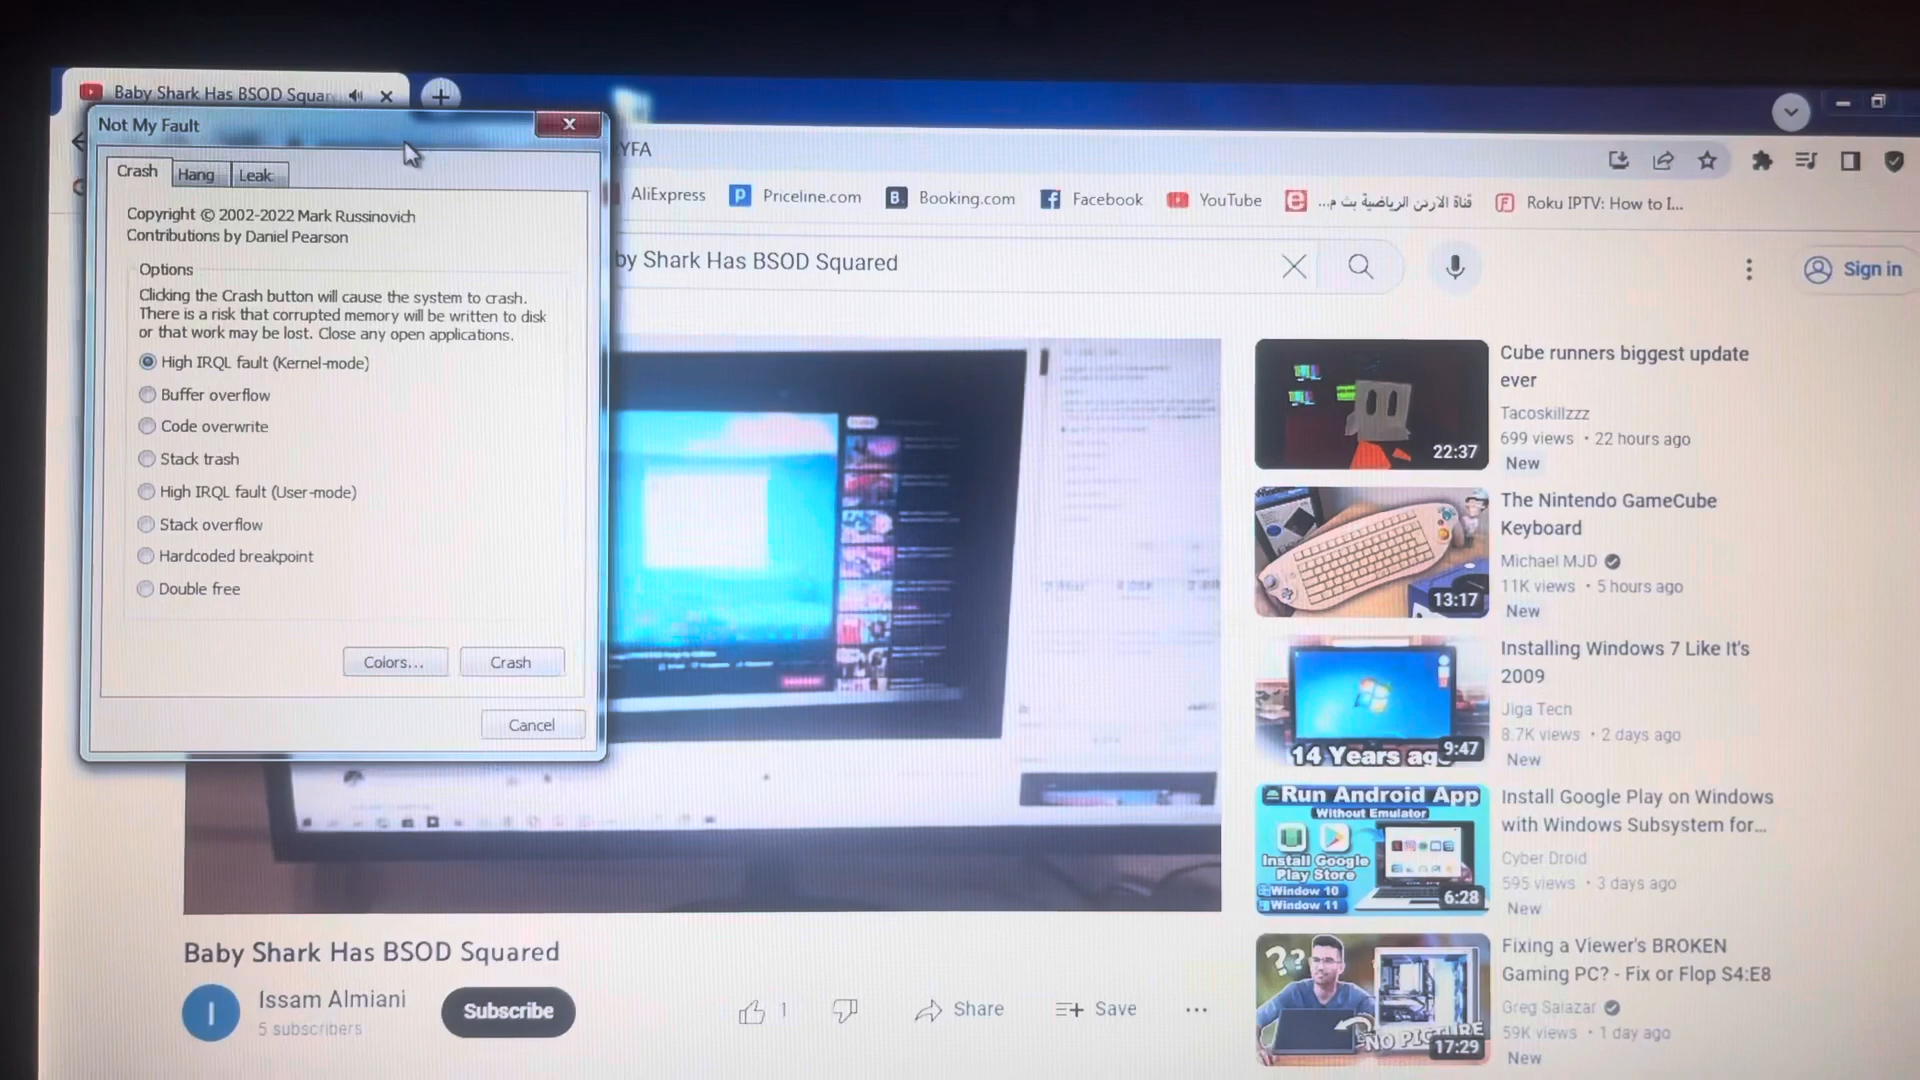 Baby Shark Has BSOD Squar
Not My Fault
Crash
Hang
Leak
Copyright © 2002-2022 Mark Russinovich
Contributions by Daniel Pearson
Options
Clicking the Crash button will cause the system to crash.
There is a risk that corrupted memory will be written to disk
or that work may be lost. Close any open applications.
High IRQL fault (Kernel-mode)
Buffer overflow
Code overwrite
Stack trash
High IRQL fault (User-mode)
Stack overflow
Hardcoded breakpoint
Double free
Colors...
Crash
Cancel
YFA
AliExpress
Priceline.com
B.
Booking.com
Facebook
YouTube
قناة الاردن الرياضية بث م...
Roku IPTV: How to I...
by Shark Has BSOD Squared
Sign in
22:37
Cube runners biggest update
ever
Tacoskillzzz
699 views • 22 hours ago
New
13:17
The Nintendo GameCube
Keyboard
Michael MJD
11K views • 5 hours ago
New
14 Years ag
9:47
Installing Windows 7 Like It's
2009
Jiga Tech
8.7K views • 2 days ago
New
Run Android App
Without Emulator
Install Google
Play Store
Window 10
Window 11
6:28
Install Google Play on Windows
with Windows Subsystem for...
Cyber Droid
595 views • 3 days ago
New
??
NO PICTURE
17:29
Fixing a Viewer's BROKEN
Gaming PC? - Fix or Flop S4:E8
Greg Salazar
59K views • 1 day ago
New
Baby Shark Has BSOD Squared
I
Issam Almiani
5 subscribers
Subscribe
1
Share
Save